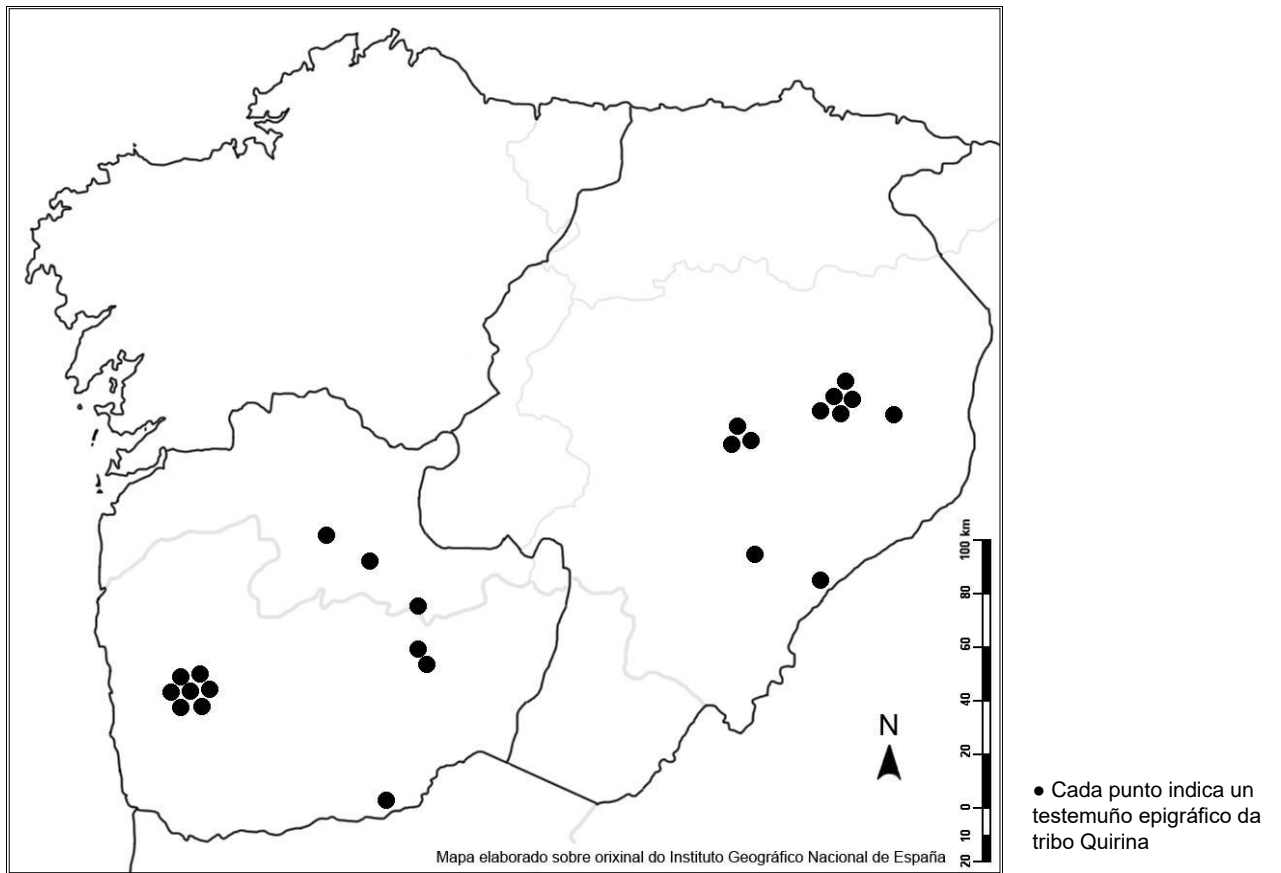 100 km
80
60
40
20
0
10
20
N
Mapa elaborado sobre orixinal do Instituto Geográfico Nacional de España
● Cada punto indica un
testemuño epigráfico da
tribo Quirina